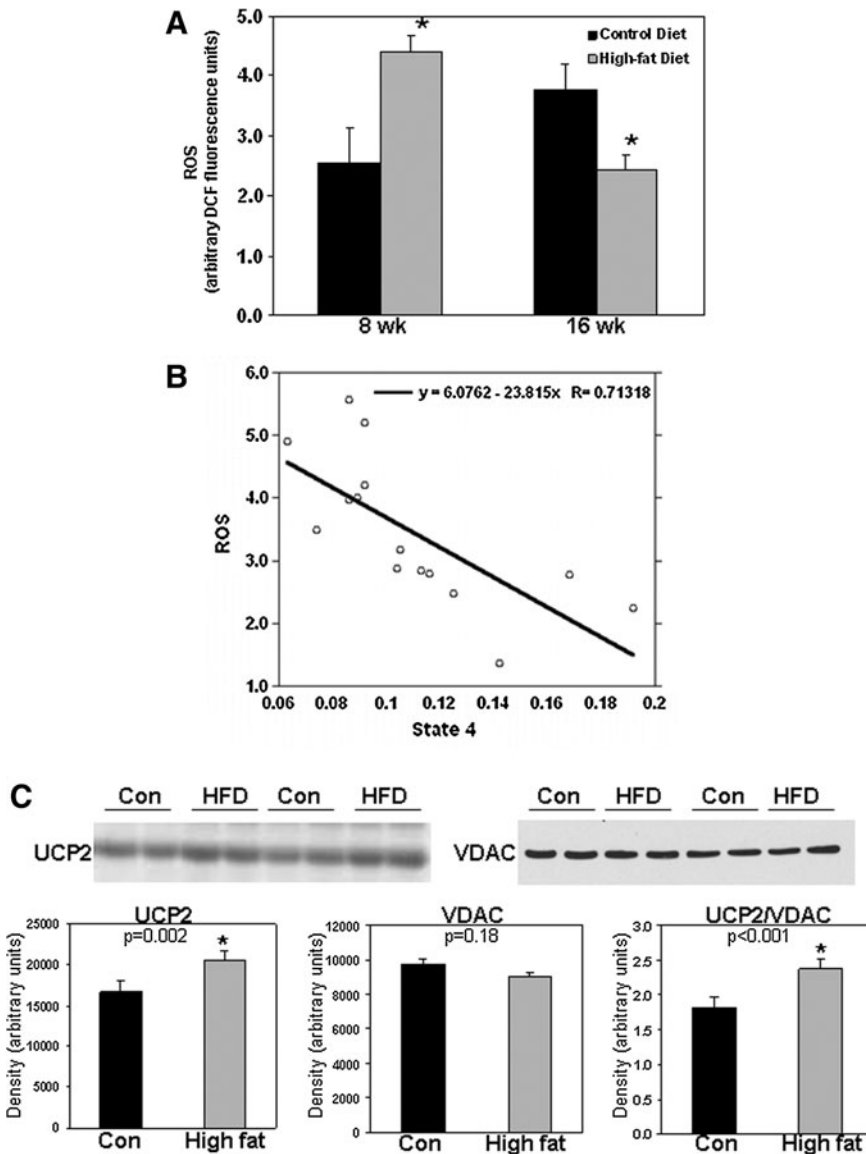 A
5.0
4.0
3.0
2.0
1.0
0.0
ROS
(arbitrary DCF fluorescence units)
*
*
Control Diet
High-fat Diet
8 wk
16 wk
B
6.0
5.0
4.0
3.0
2.0
1.0
ROS
y = 6.0762 - 23.815x R= 0.71318
0.06 0.08 0.1 0.12 0.14 0.16 0.18 0.2
State 4
C
Con HFD Con HFD
UCP2
Con HFD Con HFD
VDAC
UCP2
p=0.002
*
25000
20000
15000
10000
5000
0
Density (arbitrary units)
Con High fat
VDAC
p=0.18
12000
10000
8000
6000
4000
2000
0
Density (arbitrary units)
Con High fat
UCP2/VDAC
p<0.001
*
3.0
2.5
2.0
1.5
1.0
0.5
0.0
Density (arbitrary units)
Con High fat